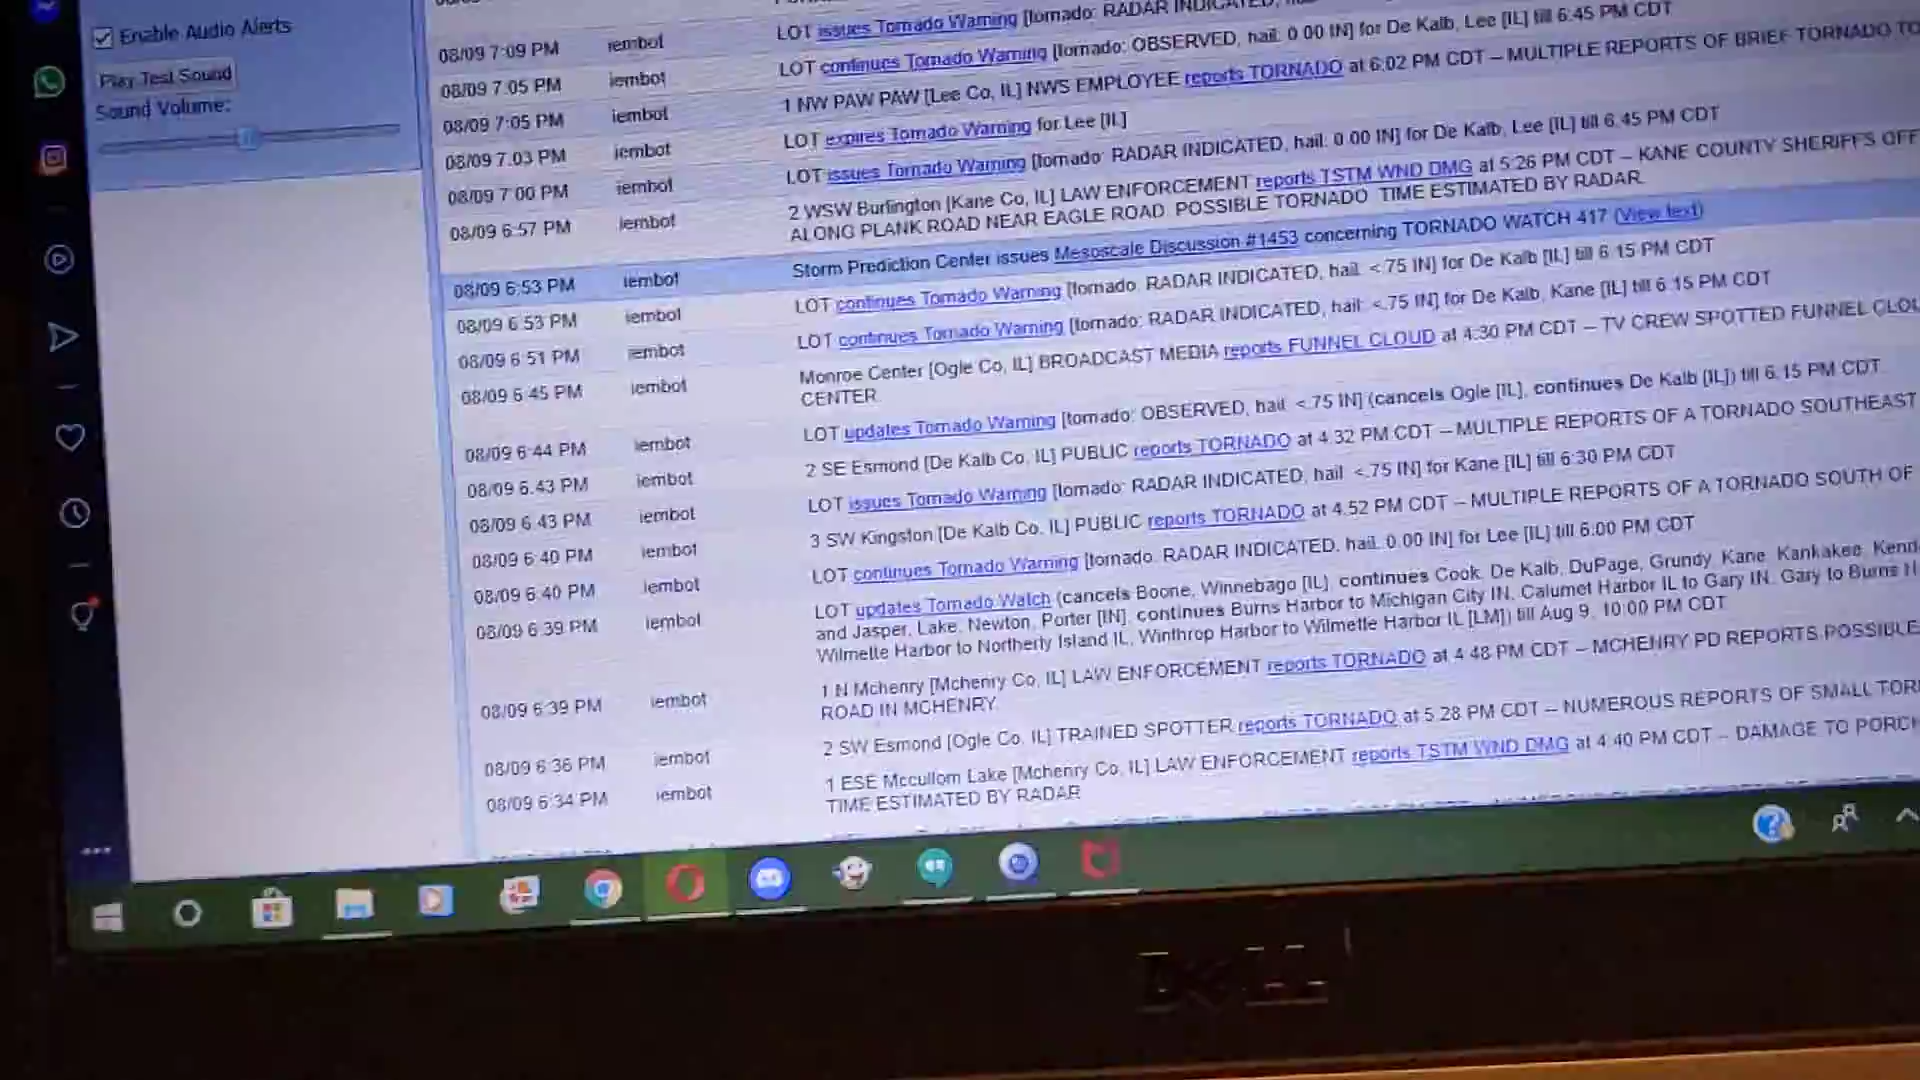 Enable Audio Alerts
Play Test Sound
Sound Volume:
LOT issues Tornado Warning [tornado: RADAR INDICATED,
08/09 7:09 PM iembot LOT continues Tornado Warning [tornado: OBSERVED, hail: 0.00 IN] for De Kalb, Lee [IL] till 6:45 PM CDT
08/09 7:05 PM iembot 1 NW PAW PAW [Lee Co, IL] NWS EMPLOYEE reports TORNADO at 6:02 PM CDT -- MULTIPLE REPORTS OF BRIEF TORNADO TO
08/09 7:05 PM iembot LOT expires Tornado Warning for Lee [IL]
08/09 7:03 PM iembot LOT issues Tornado Warning [tornado: RADAR INDICATED, hail: 0.00 IN] for De Kalb, Lee [IL] till 6:45 PM CDT
08/09 7:00 PM iembot 2 WSW Burlington [Kane Co, IL] LAW ENFORCEMENT reports TSTM WND DMG at 5:26 PM CDT -- KANE COUNTY SHERIFFS OFF
08/09 6:57 PM iembot ALONG PLANK ROAD NEAR EAGLE ROAD. POSSIBLE TORNADO. TIME ESTIMATED BY RADAR.
Storm Prediction Center issues Mesoscale Discussion #1453 concerning TORNADO WATCH 417 (View text)
08/09 6:53 PM iembot LOT continues Tornado Warning [tornado: RADAR INDICATED, hail: <.75 IN] for De Kalb [IL] till 6:15 PM CDT
08/09 6:53 PM iembot LOT continues Tornado Warning [tornado: RADAR INDICATED, hail: <.75 IN] for De Kalb, Kane [IL] till 6:15 PM CDT
08/09 6:51 PM iembot Monroe Center [Ogle Co, IL] BROADCAST MEDIA reports FUNNEL CLOUD at 4:30 PM CDT -- TV CREW SPOTTED FUNNEL CLOU
08/09 6:45 PM iembot CENTER.
LOT updates Tornado Warning [tornado: OBSERVED, hail: <.75 IN] (cancels Ogle [IL], continues De Kalb [IL]) till 6:15 PM CDT
08/09 6:44 PM iembot 2 SE Esmond [De Kalb Co, IL] PUBLIC reports TORNADO at 4:32 PM CDT -- MULTIPLE REPORTS OF A TORNADO SOUTHEAST
08/09 6:43 PM iembot LOT issues Tornado Warning [tornado: RADAR INDICATED, hail: <.75 IN] for Kane [IL] till 6:30 PM CDT
08/09 6:43 PM iembot 3 SW Kingston [De Kalb Co, IL] PUBLIC reports TORNADO at 4:52 PM CDT -- MULTIPLE REPORTS OF A TORNADO SOUTH OF
08/09 6:40 PM iembot LOT continues Tornado Warning [tornado: RADAR INDICATED, hail: 0.00 IN] for Lee [IL] till 6:00 PM CDT
08/09 6:40 PM iembot LOT updates Tornado Watch (cancels Boone, Winnebago [IL], continues Cook, De Kalb, DuPage, Grundy, Kane, Kankakee, Kend
08/09 6:39 PM iembot and Jasper, Lake, Newton, Porter [IN], continues Burns Harbor to Michigan City IN, Calumet Harbor IL to Gary IN, Gary to Burns H
Wilmette Harbor to Northerly Island IL, Winthrop Harbor to Wilmette Harbor IL [LM]) till Aug 9, 10:00 PM CDT
08/09 6:39 PM iembot 1 N Mchenry [Mchenry Co, IL] LAW ENFORCEMENT reports TORNADO at 4:48 PM CDT -- MCHENRY PD REPORTS POSSIBLE
ROAD IN MCHENRY.
08/09 6:36 PM iembot 2 SW Esmond [Ogle Co, IL] TRAINED SPOTTER reports TORNADO at 5:28 PM CDT -- NUMEROUS REPORTS OF SMALL TOR
08/09 6:34 PM iembot 1 ESE Mccullom Lake [Mchenry Co, IL] LAW ENFORCEMENT reports TSTM WND DMG at 4:40 PM CDT -- DAMAGE TO PORCH
TIME ESTIMATED BY RADAR.
DELL